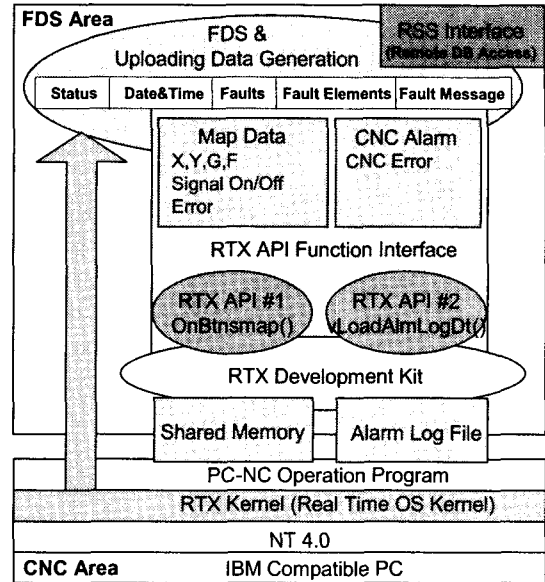 FDS Area
FDS &
Uploading Data Generation
RSS Interface
(Remote DB Access)
Status Date&Time Faults Fault Elements Fault Message
Map Data
X,Y,G,F
Signal On/Off
Error
CNC Alarm
CNC Error
RTX API Function Interface
RTX API #1
OnBtnsmap()
RTX API #2
vLoadAlmLogDt()
RTX Development Kit
Shared Memory
Alarm Log File
PC-NC Operation Program
RTX Kernel (Real Time OS Kernel)
NT 4.0
CNC Area
IBM Compatible PC